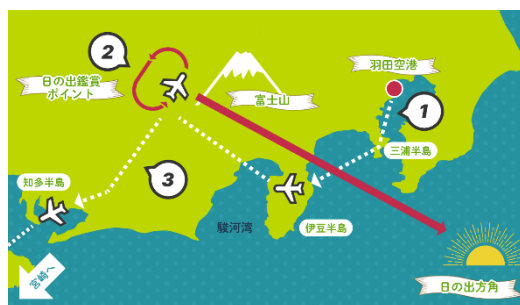 2
日の出鑑賞
ポイント
富士山
羽田空港
1
三浦半島
知多半島
3
駿河湾
伊豆半島
宮崎へ
日の出方角